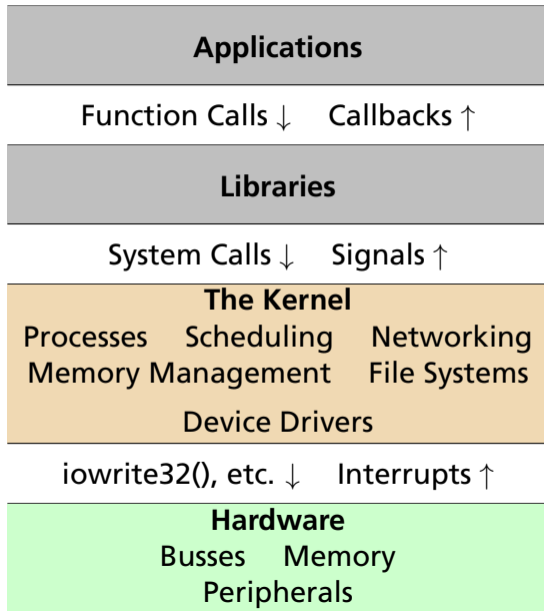 Applications
Function Calls ↓ Callbacks ↑
Libraries
System Calls ↓ Signals ↑
The Kernel
Processes Scheduling Networking
Memory Management File Systems
Device Drivers
iowrite32(), etc. ↓ Interrupts ↑
Hardware
Busses Memory
Peripherals